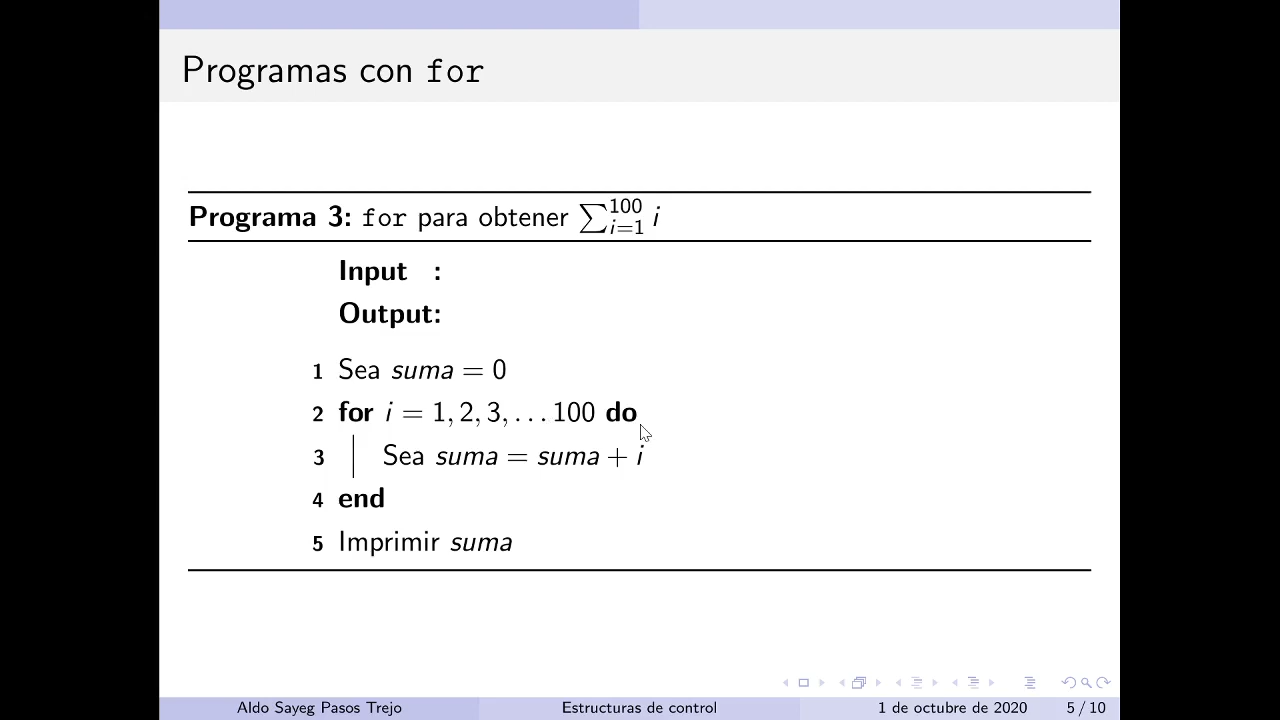 Programas con for
Programa 3: for para obtener ∑_{i=1}^{100} i
Input :
Output:
1 Sea suma = 0
2 for i = 1, 2, 3, . . . 100 do
3 Sea suma = suma + i
4 end
5 Imprimir suma
Aldo Sayeg Pasos Trejo Estructuras de control 1 de octubre de 2020 5 / 10